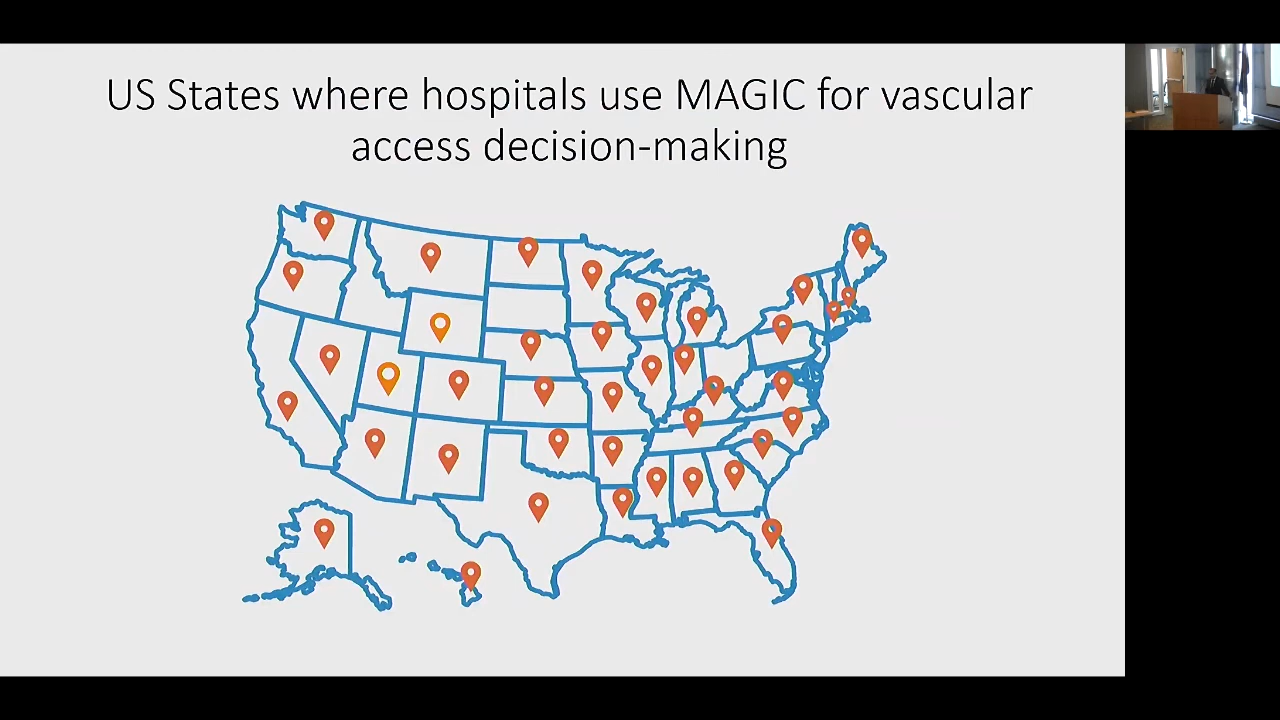 US States where hospitals use MAGIC for vascular
access decision-making